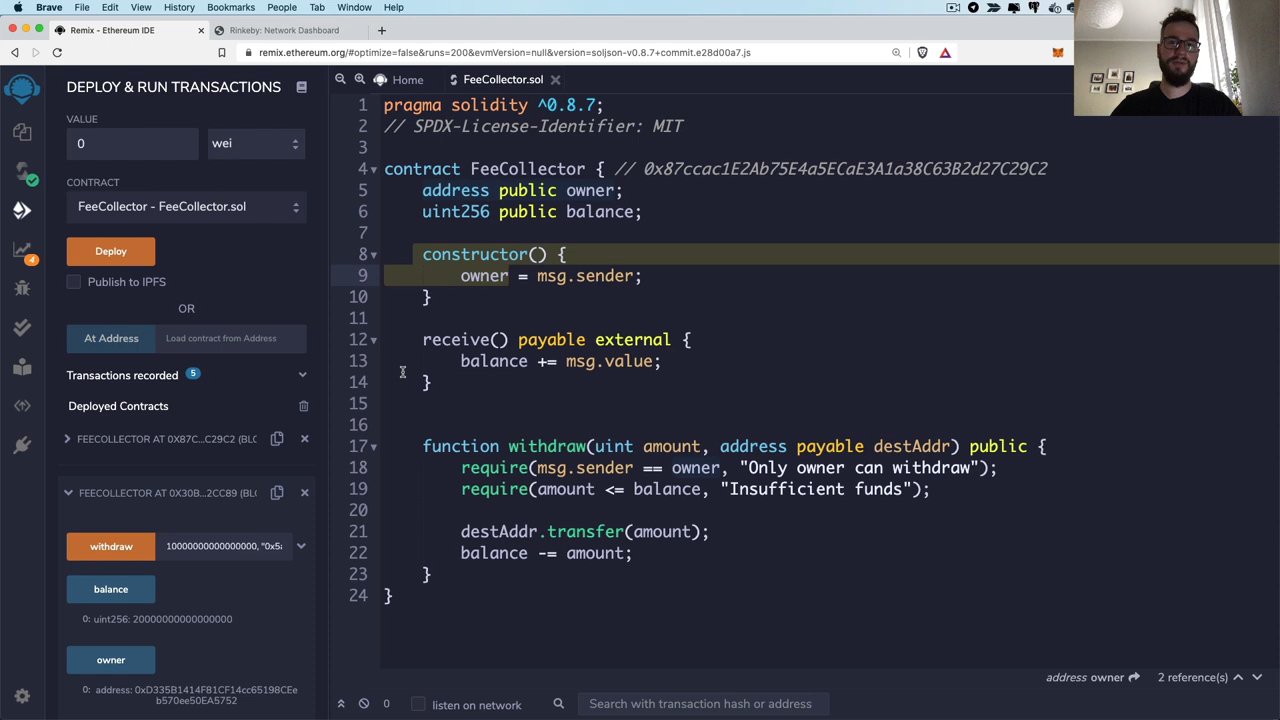 Brave File Edit View History Bookmarks People Tab Window Help
Remix - Ethereum IDE × Rinkeby: Network Dashboard +
remix.ethereum.org/#optimize=false&runs=200&evmVersion=null&version=soljson-v0.8.7+commit.e28d00a7.js
DEPLOY & RUN TRANSACTIONS
VALUE
0 wei
CONTRACT
FeeCollector - FeeCollector.sol
Deploy
Publish to IPFS
OR
At Address Load contract from Address
Transactions recorded 5
Deployed Contracts
FEECOLLECTOR AT 0X87C...C29C2 (BLC
FEECOLLECTOR AT 0X30B...2CC89 (BLC
withdraw 10000000000000000, "0x5a
balance
0: uint256: 20000000000000000
owner
0: address: 0xD335B1414F81CF14cc65198CEe
b570ee50EA5752
4
Home FeeCollector.sol
1 pragma solidity ^0.8.7;
2 // SPDX-License-Identifier: MIT
3
4 contract FeeCollector { // 0x87ccac1E2Ab75E4a5ECaE3A1a38C63B2d27C29C2
5 address public owner;
6 uint256 public balance;
7
8 constructor() {
9 owner = msg.sender;
10 }
11
12 receive() payable external {
13 balance += msg.value;
14 }
15
16
17 function withdraw(uint amount, address payable destAddr) public {
18 require(msg.sender == owner, "Only owner can withdraw");
19 require(amount <= balance, "Insufficient funds");
20
21 destAddr.transfer(amount);
22 balance -= amount;
23 }
24 }
address owner 2 reference(s)
0 listen on network Search with transaction hash or address